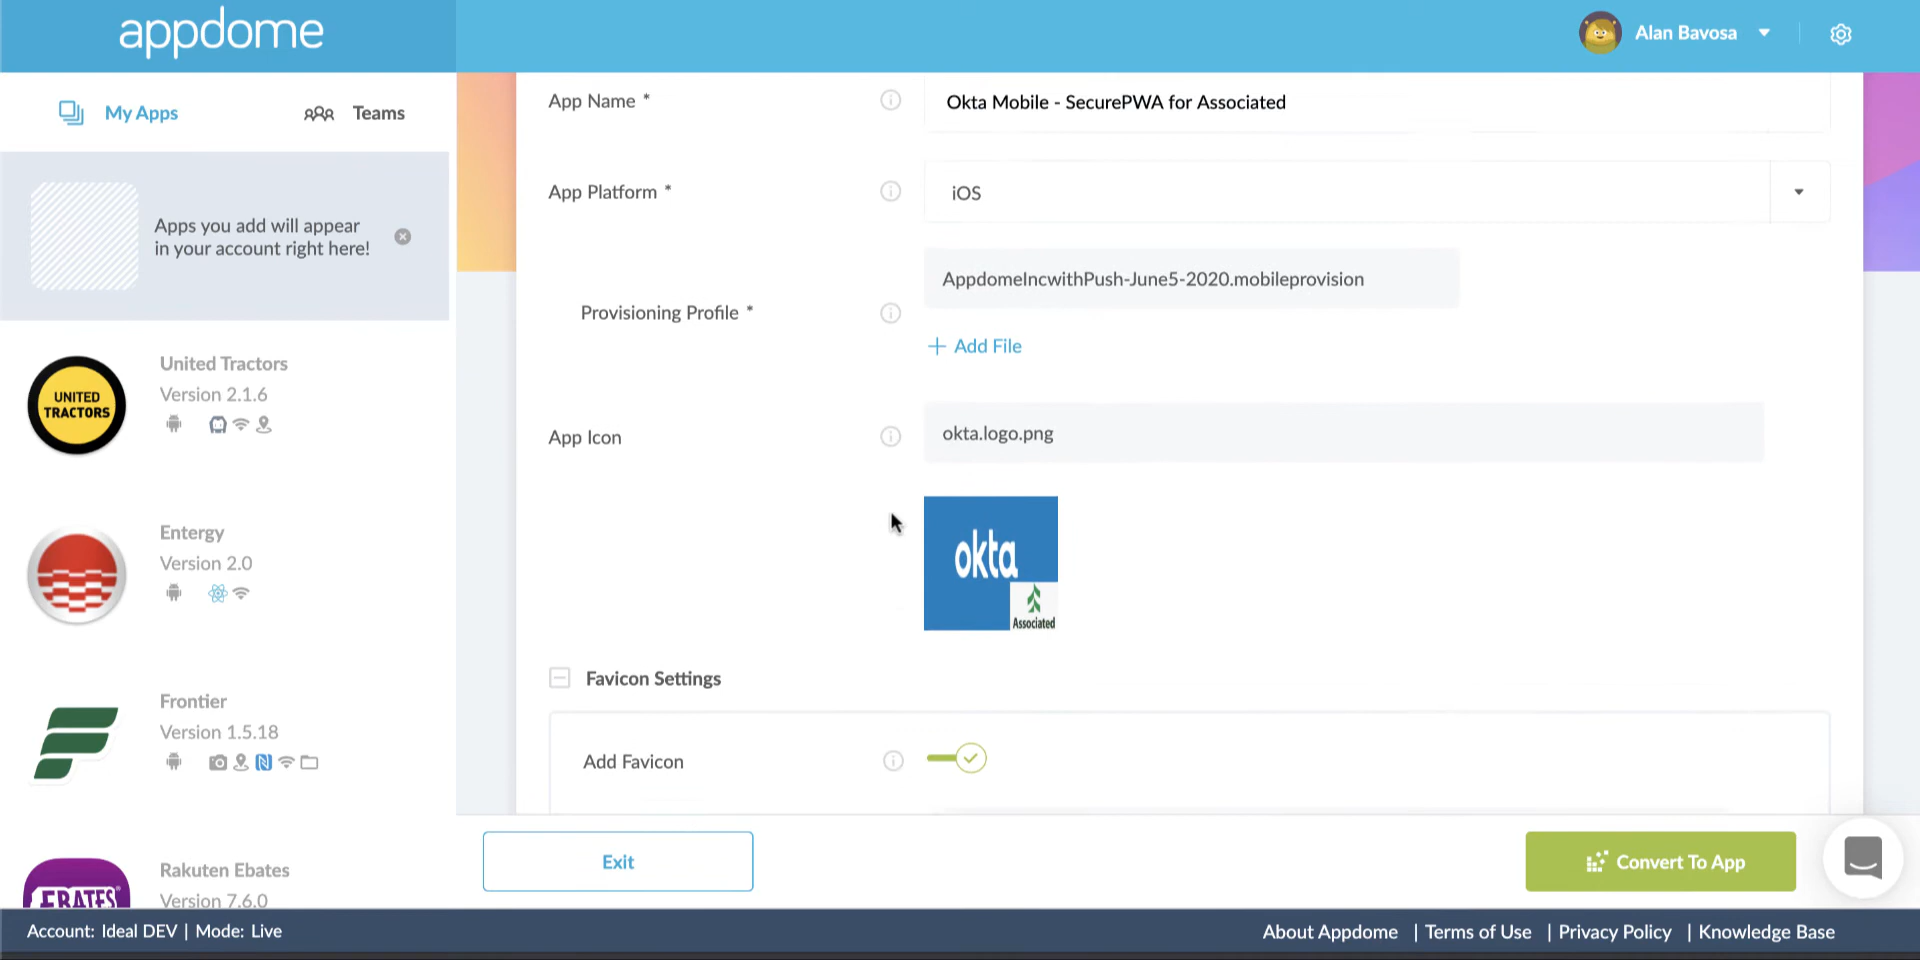 appdome
Alan Bavosa
My Apps
Teams
Apps you add will appear
in your account right here!
UNITED
TRACTORS
United Tractors
Version 2.1.6
Entergy
Version 2.0
Frontier
Version 1.5.18
EBATES
Rakuten Ebates
Version 7.6.0
App Name *
Okta Mobile - SecurePWA for Associated
App Platform *
iOS
Provisioning Profile *
AppdomeIncwithPush-June5-2020.mobileprovision
+ Add File
App Icon
okta.logo.png
okta
Associated
Favicon Settings
Add Favicon
Exit
Convert To App
Account: Ideal DEV | Mode: Live
About Appdome | Terms of Use | Privacy Policy | Knowledge Base